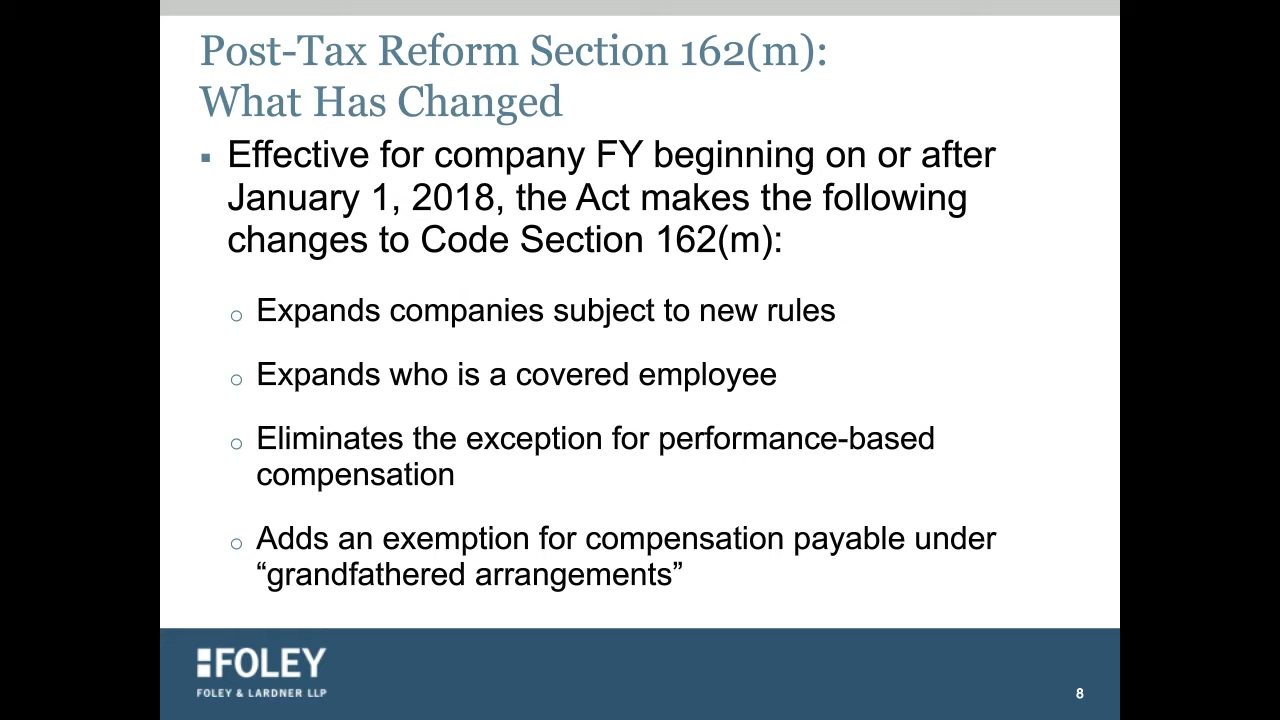 Post-Tax Reform Section 162(m):
What Has Changed
▪ Effective for company FY beginning on or after
January 1, 2018, the Act makes the following
changes to Code Section 162(m):
○ Expands companies subject to new rules
○ Expands who is a covered employee
○ Eliminates the exception for performance-based
compensation
○ Adds an exemption for compensation payable under
“grandfathered arrangements”
FOLEY
FOLEY & LARDNER LLP
8